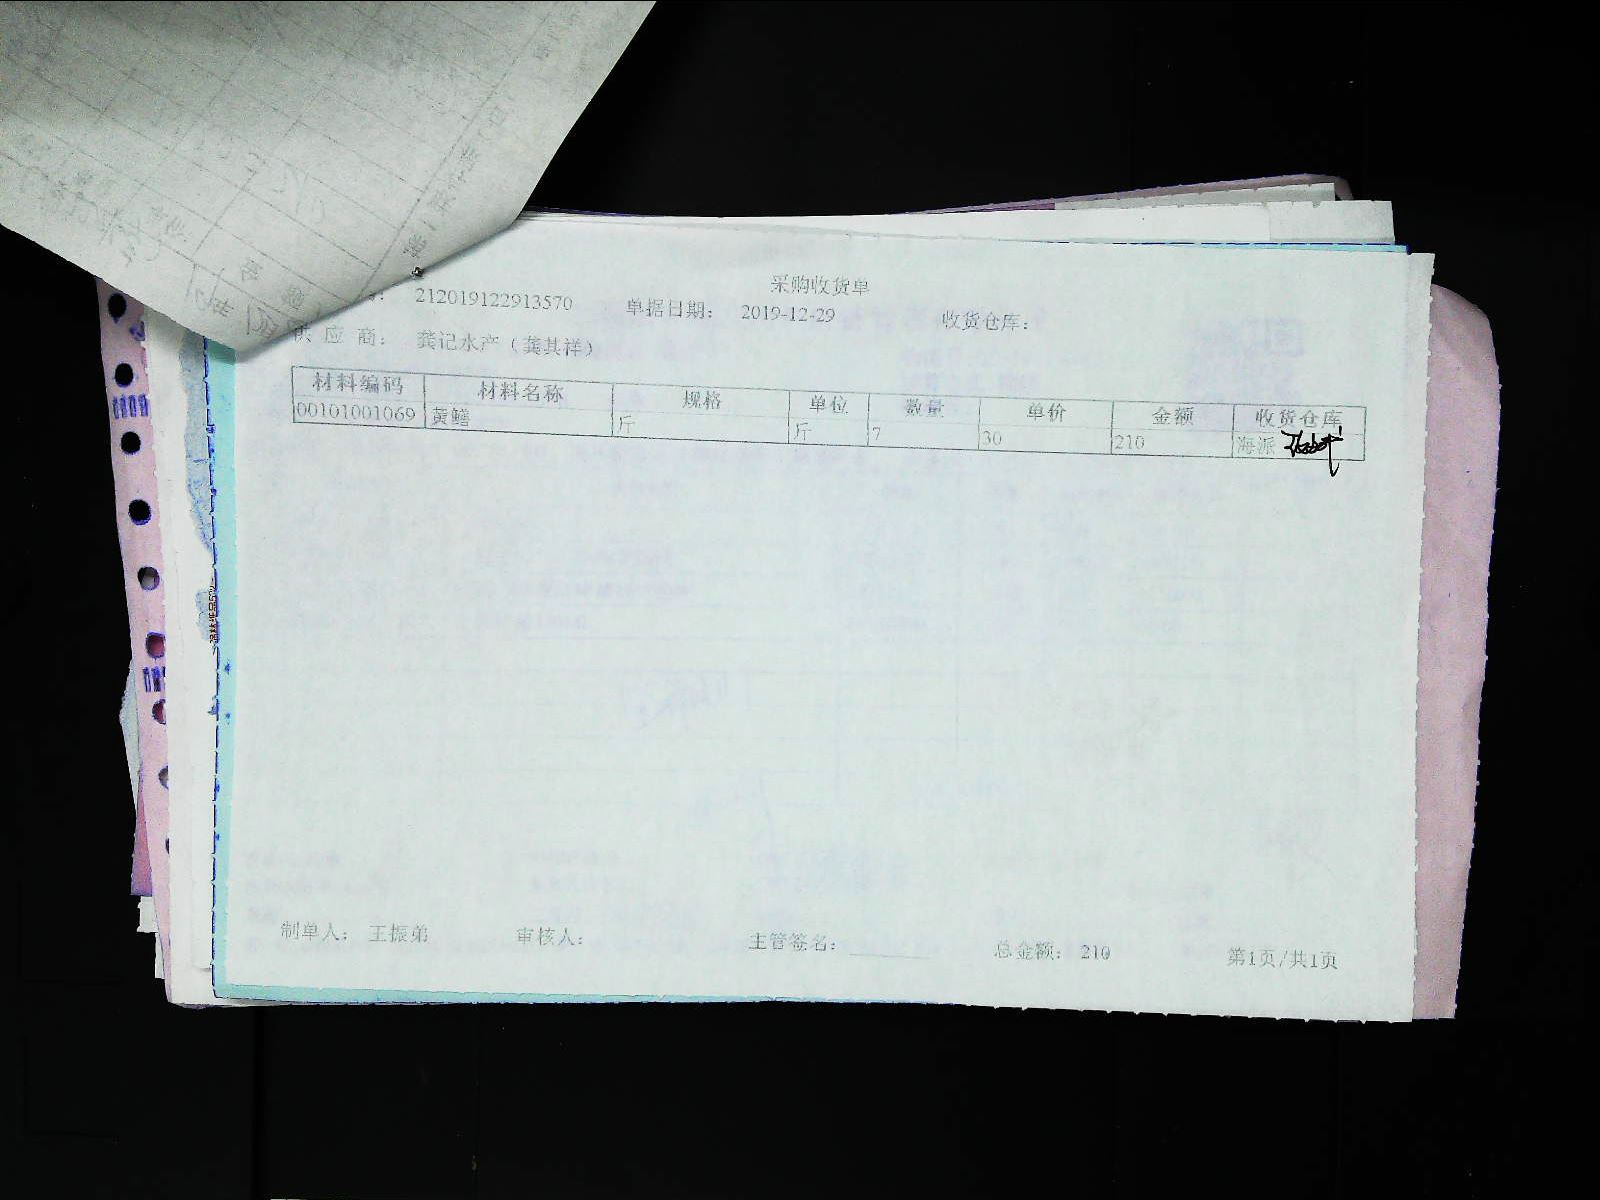 采购收货单
212019122913570 单据日期： 2019-12-29 收货仓库：
供应商： 龚记水产（龚其祥）
材料编码 材料名称 规格 单位 数量 单价 金额 收货仓库
00101001069 黄鳝 斤 斤 7 30 210 海派
制单人： 王振弟 审核人： 主管签名： 总金额： 210 第1页/共1页